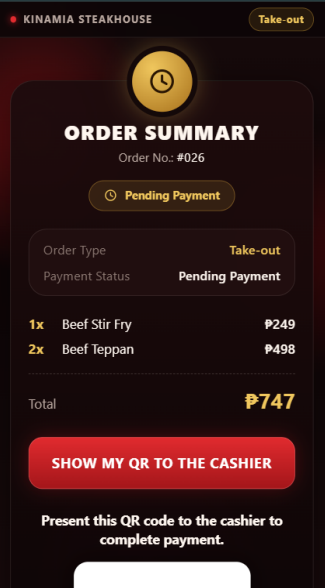 KINAMIA STEAKHOUSE
Take-out
ORDER SUMMARY
Order No.: #026
Pending Payment
Order Type Take-out
Payment Status Pending Payment
1x Beef Stir Fry ₱249
2x Beef Teppan ₱498
Total ₱747
SHOW MY QR TO THE CASHIER
Present this QR code to the cashier to
complete payment.